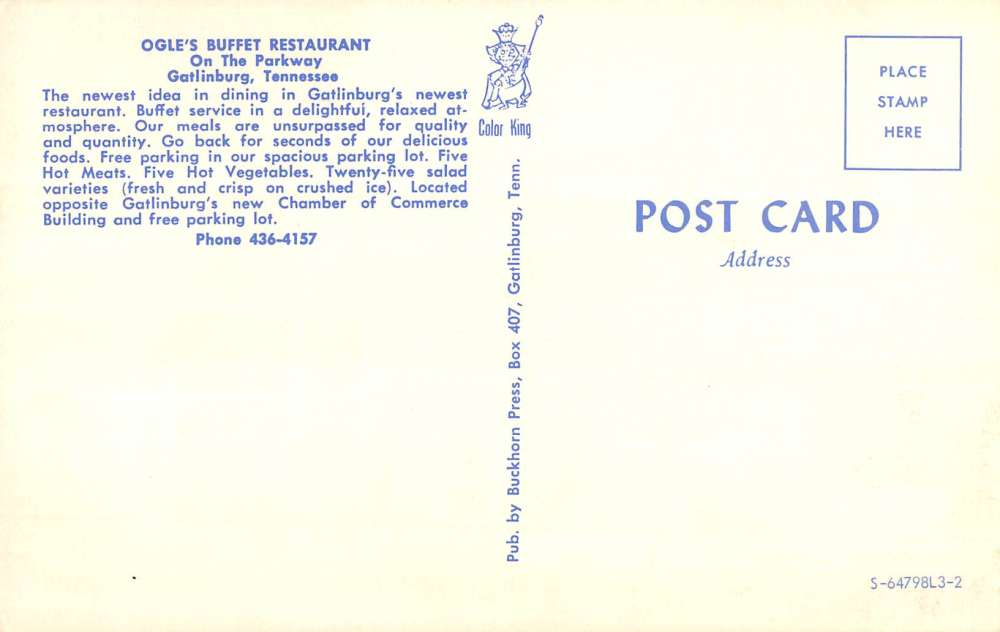 OGLE'S BUFFET RESTAURANT
On The Parkway
Gatlinburg, Tennessee
The newest idea in dining in Gatlinburg's newest
restaurant. Buffet service in a delightful, relaxed at-
mosphere. Our meals are unsurpassed for quality
and quantity. Go back for seconds of our delicious
foods. Free parking in our spacious parking lot. Five
Hot Meats. Five Hot Vegetables. Twenty-five salad
varieties (fresh and crisp on crushed ice). Located
opposite Gatlinburg's new Chamber of Commerce
Building and free parking lot.
Phone 436-4157
Color King
Pub. by Buckhorn Press, Box 407, Gatlinburg, Tenn.
PLACE
STAMP
HERE
POST CARD
Address
S-64798L3-2